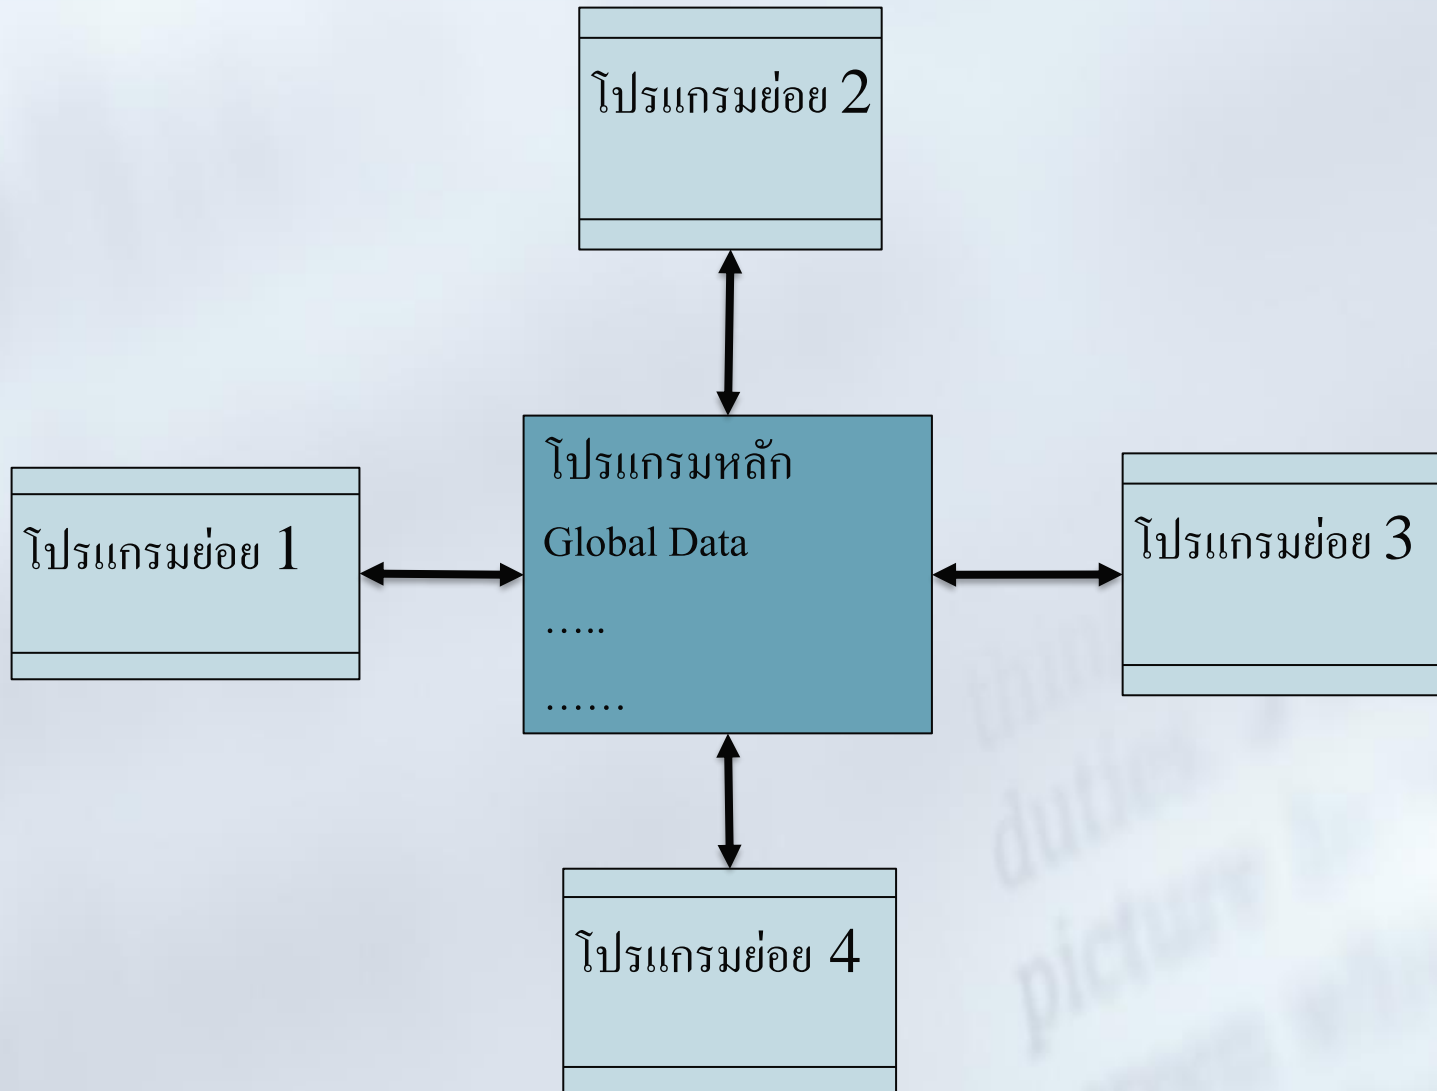 โปรแกรมย่อย 2
โปรแกรมหลัก
Global Data
.....
......
โปรแกรมย่อย 1
โปรแกรมย่อย 3
โปรแกรมย่อย 4
duties
picture